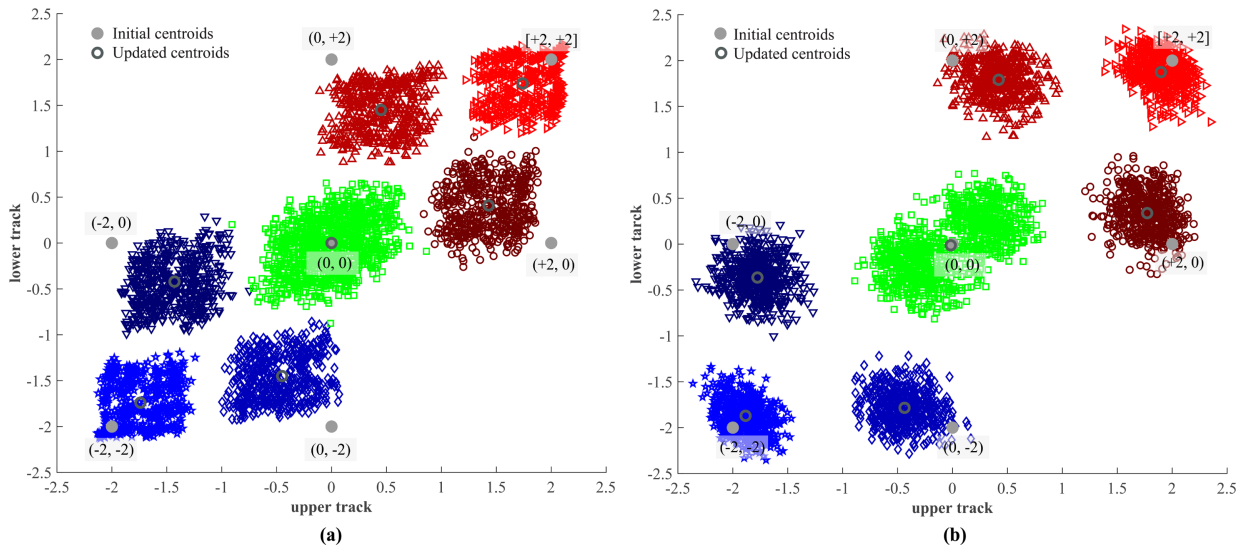 (a)
Initial centroids
Updated centroids
(0, +2)
[+2, +2]
(-2, 0)
(0, 0)
(+2, 0)
(-2, -2)
(0, -2)
2.5
2
1.5
1
0.5
0
-0.5
-1
-1.5
-2
-2.5
lower track
-2.5 -2 -1.5 -1 -0.5 0 0.5 1 1.5 2 2.5
upper track
(a)
(b)
Initial centroids
Updated centroids
(0, +2)
[+2, +2]
(-2, 0)
(0, 0)
(+2, 0)
(-2, -2)
(0, -2)
2.5
2
1.5
1
0.5
0
-0.5
-1
-1.5
-2
-2.5
lower tarck
-2.5 -2 -1.5 -1 -0.5 0 0.5 1 1.5 2 2.5
upper track
(b)